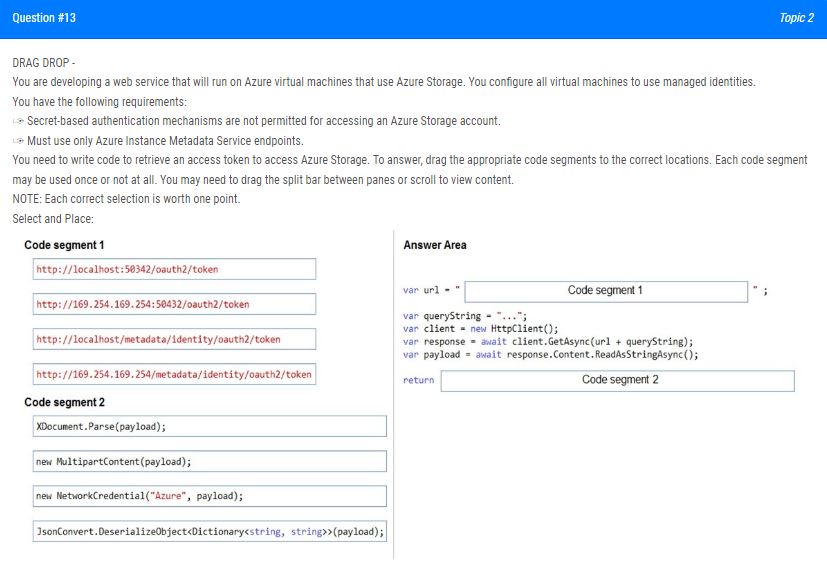 Question #13
Topic 2
DRAG DROP -
You are developing a web service that will run on Azure virtual machines that use Azure Storage. You configure all virtual machines to use managed identities.
You have the following requirements:
☞ Secret-based authentication mechanisms are not permitted for accessing an Azure Storage account.
☞ Must use only Azure Instance Metadata Service endpoints.
You need to write code to retrieve an access token to access Azure Storage. To answer, drag the appropriate code segments to the correct locations. Each code segment
may be used once or not at all. You may need to drag the split bar between panes or scroll to view content.
NOTE: Each correct selection is worth one point.
Select and Place:
Code segment 1
http://localhost:50342/oauth2/token
http://169.254.169.254:50432/oauth2/token
http://localhost/metadata/identity/oauth2/token
http://169.254.169.254/metadata/identity/oauth2/token
Code segment 2
XDocument.Parse(payload);
new MultipartContent(payload);
new NetworkCredential("Azure", payload);
JsonConvert.DeserializeObject<Dictionary<string, string>>(payload);
Answer Area
var url = " Code segment 1 " ;
var queryString = "...";
var client = new HttpClient();
var response = await client.GetAsync(url + queryString);
var payload = await response.Content.ReadAsStringAsync();
return Code segment 2